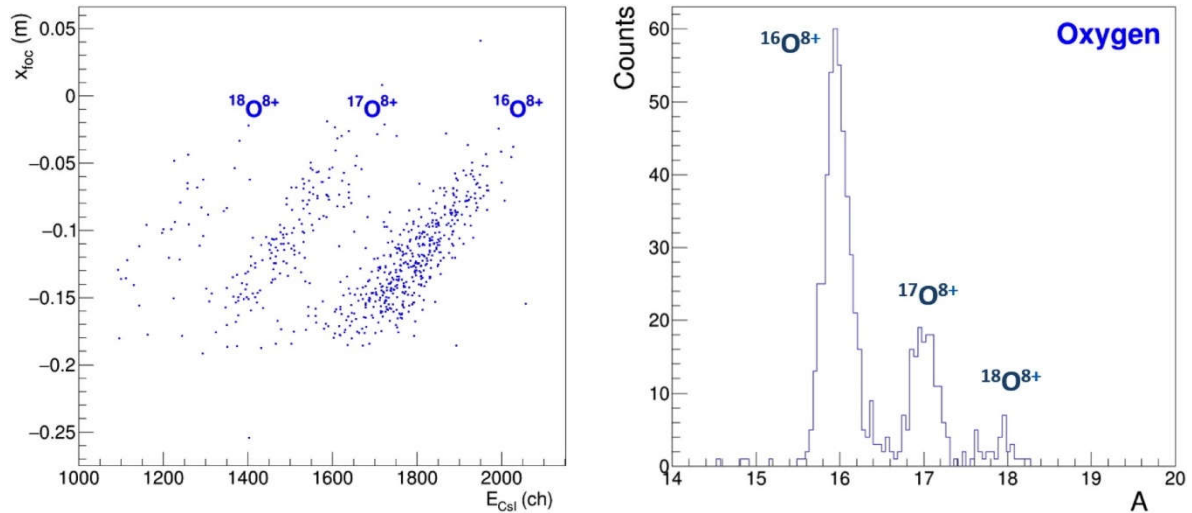 x_foc (m)
0.05
0
−0.05
−0.1
−0.15
−0.2
−0.25
¹⁸O⁸⁺ ¹⁷O⁸⁺ ¹⁶O⁸⁺
1000 1200 1400 1600 1800 2000
E_CsI (ch)
Counts
60
50
40
30
20
10
0
Oxygen
¹⁶O⁸⁺
¹⁷O⁸⁺
¹⁸O⁸⁺
14 15 16 17 18 19 20
A